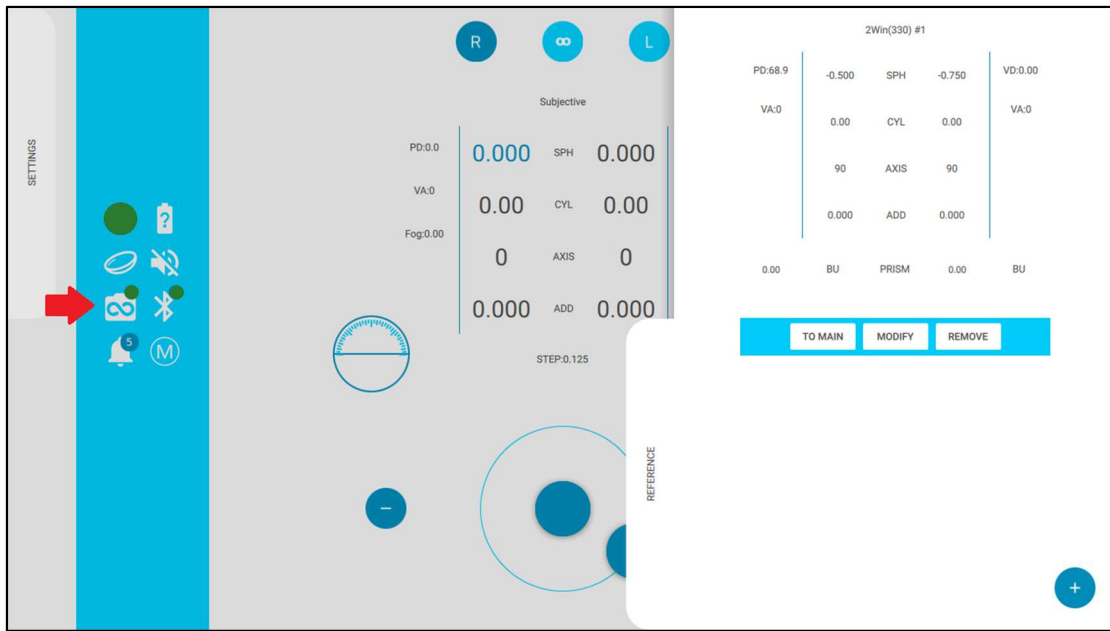 SETTINGS
?
5
M
R
∞
L
Subjective
PD:0.0
0.000 SPH 0.000
VA:0
0.00 CYL 0.00
Fog:0.00
0 AXIS 0
0.000 ADD 0.000
STEP:0.125
−
REFERENCE
2Win(330) #1
PD:68.9 -0.500 SPH -0.750 VD:0.00
VA:0 VA:0
0.00 CYL 0.00
90 AXIS 90
0.000 ADD 0.000
0.00 BU PRISM 0.00 BU
TO MAIN MODIFY REMOVE
+